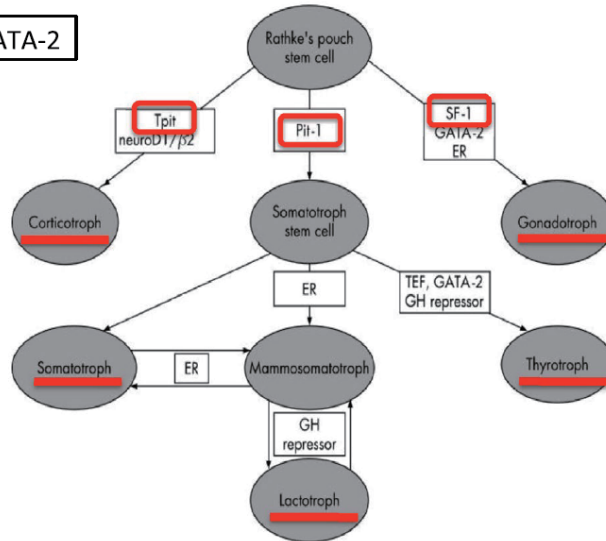 ATA-2
Rathke's pouch
stem cell
Tpit
neuroD1/β2
Pit-1
SF-1
GATA-2
ER
Corticotroph
Somatotroph
stem cell
Gonadotroph
ER
TEF, GATA-2
GH repressor
Somatotroph
ER
Mammosomatotroph
Thyrotroph
GH
repressor
Lactotroph